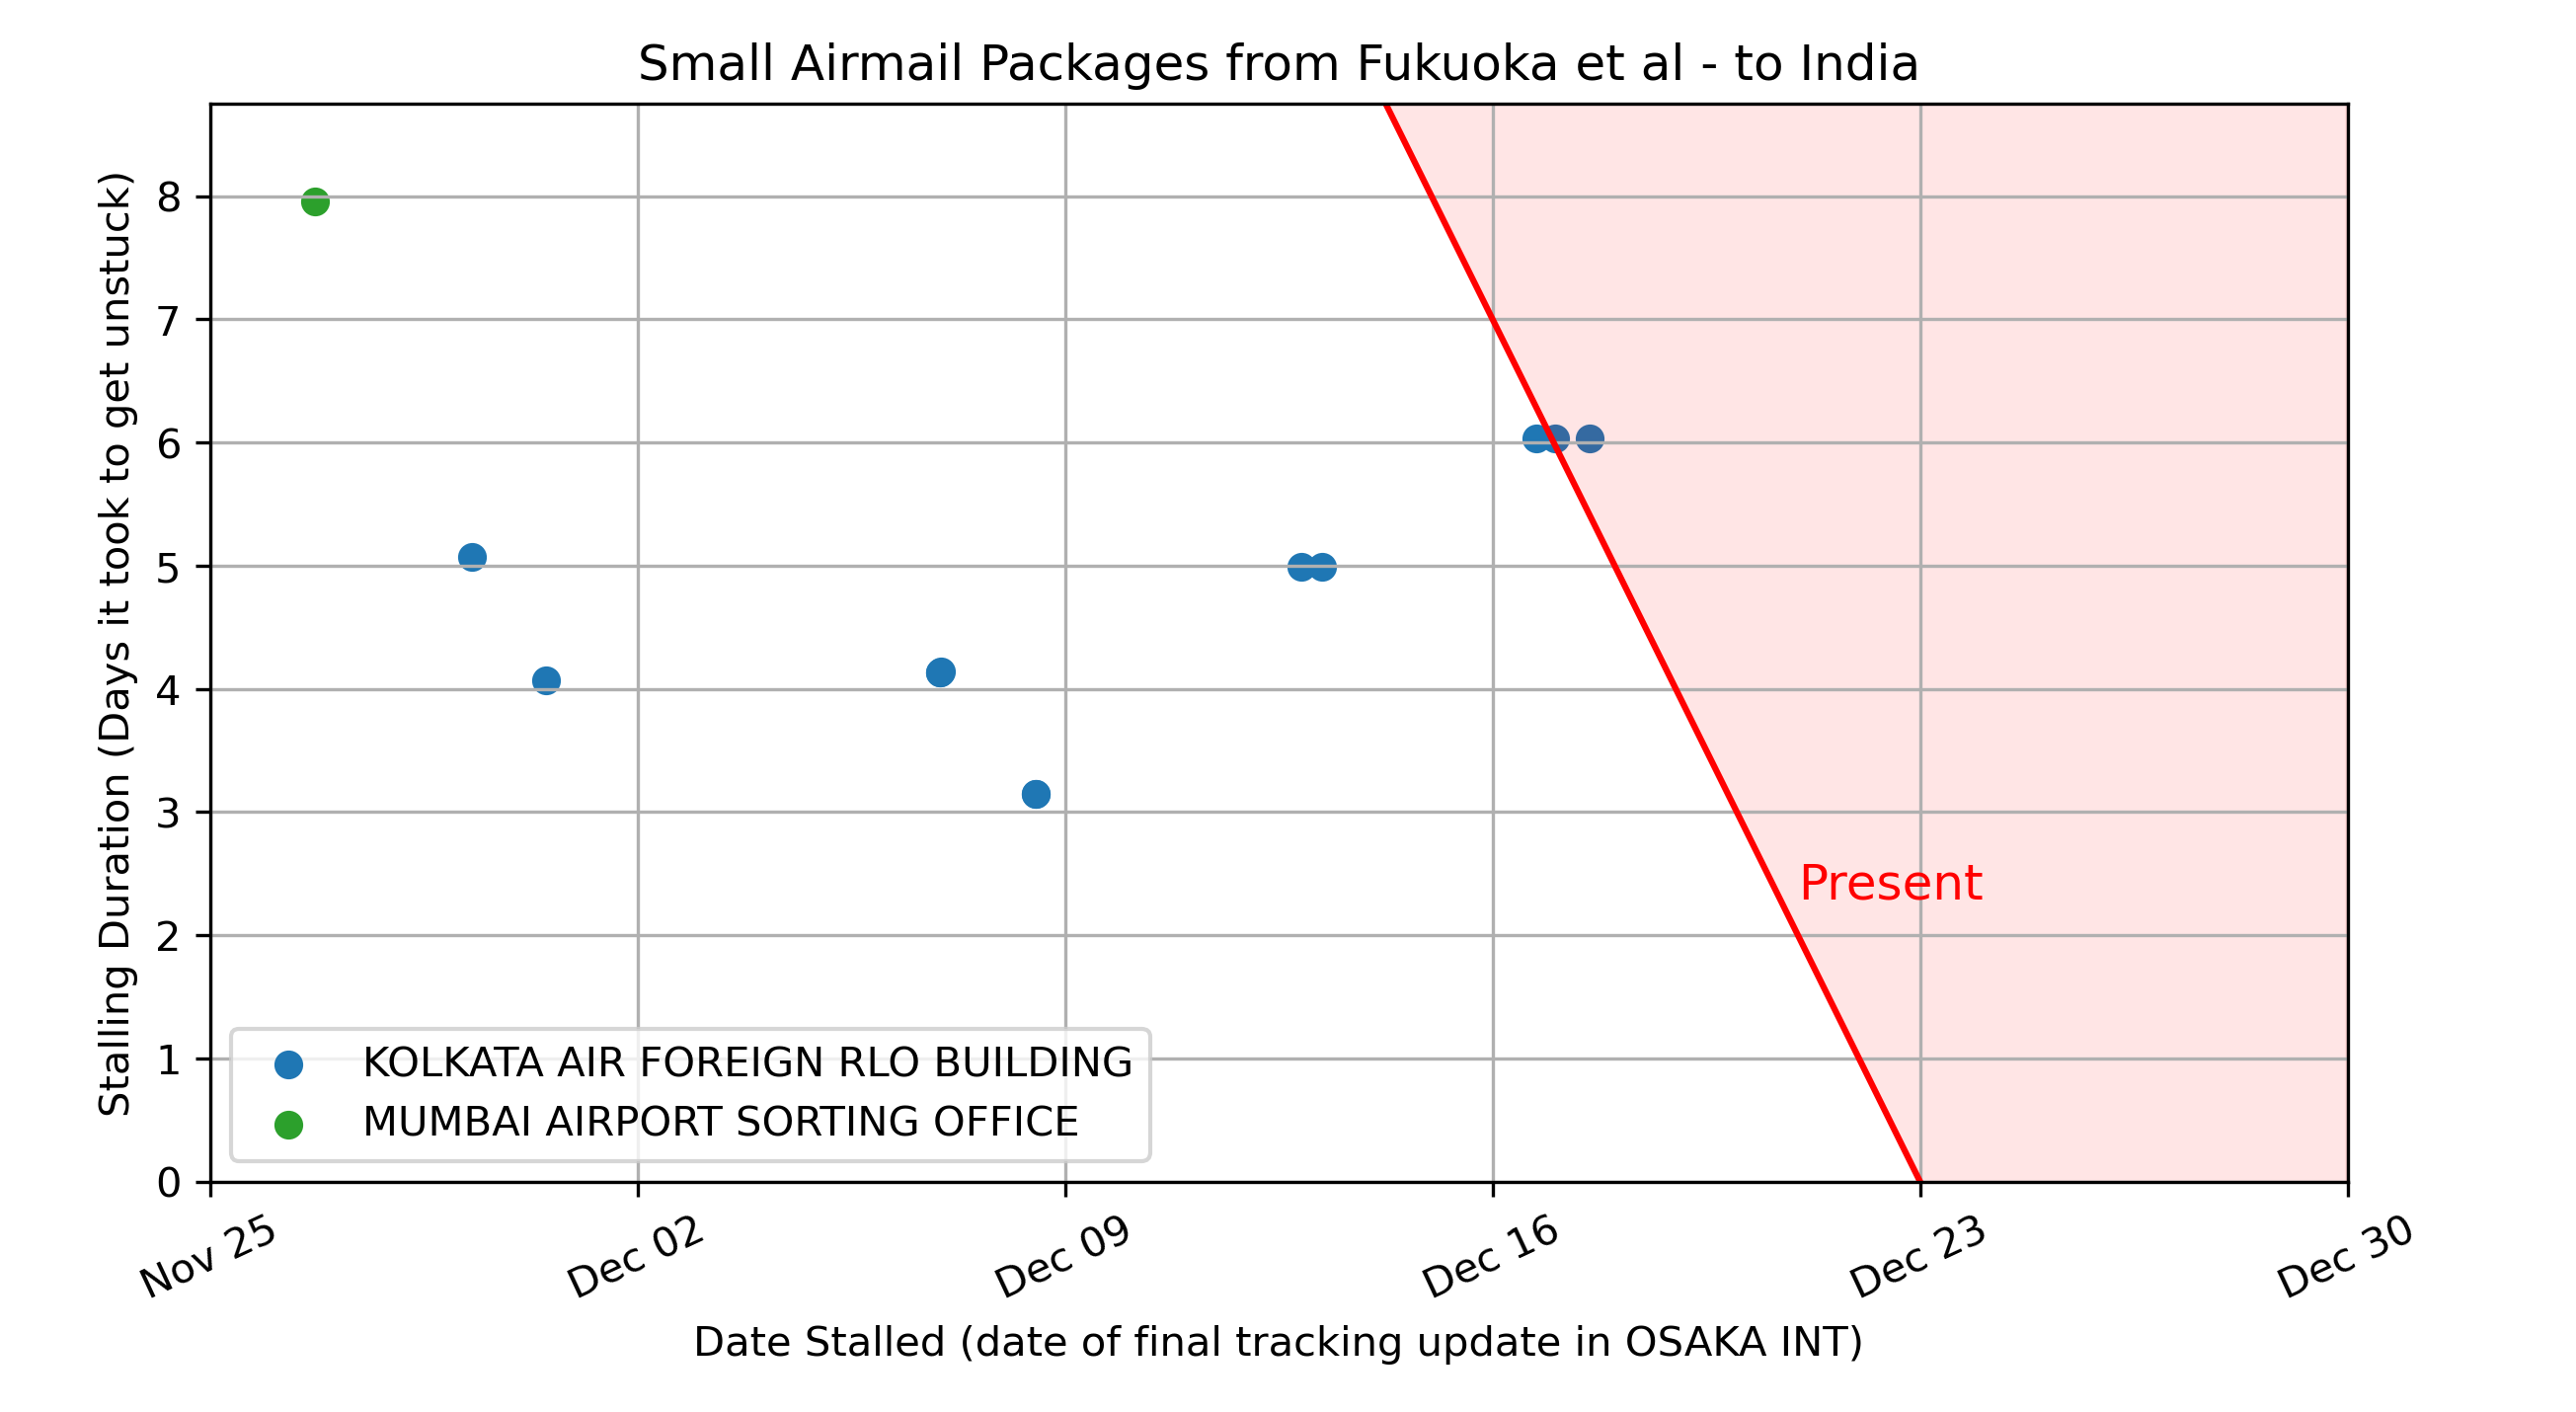 Small Airmail Packages from Fukuoka et al - to India
Stalling Duration (Days it took to get unstuck)
8
7
6
5
4
3
2
1
0
Present
KOLKATA AIR FOREIGN RLO BUILDING
MUMBAI AIRPORT SORTING OFFICE
Nov 25
Dec 02
Dec 09
Dec 16
Dec 23
Dec 30
Date Stalled (date of final tracking update in OSAKA INT)